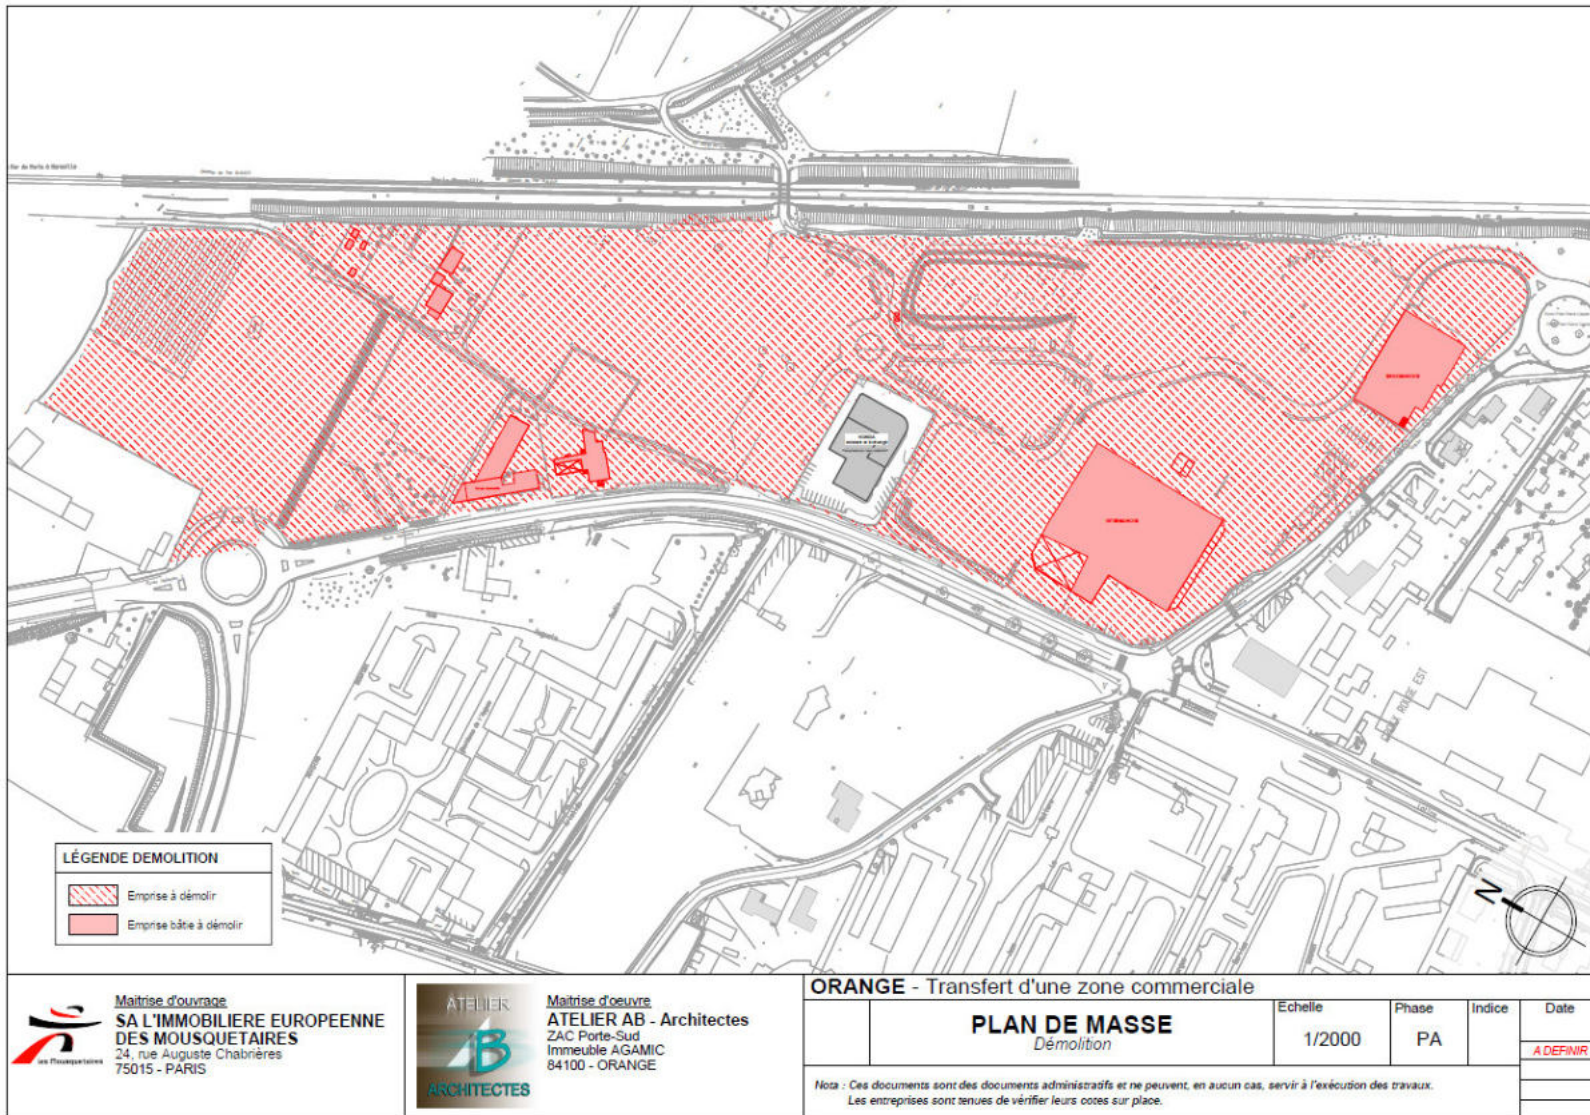 CROIX ROUGE EST
N
LÉGENDE DEMOLITION
Emprise à démolir
Emprise bâtie à démolir
Les Mousquetaires
Maitrise d'ouvrage
SA L'IMMOBILIERE EUROPEENNE
DES MOUSQUETAIRES
24, rue Auguste Chabrières
75015 - PARIS
ATELIER
AB
ARCHITECTES
Maitrise d'oeuvre
ATELIER AB - Architectes
ZAC Porte-Sud
Immeuble AGAMIC
84100 - ORANGE
ORANGE - Transfert d'une zone commerciale
PLAN DE MASSE
Démolition
Echelle
1/2000
Phase
PA
Indice
Date
A DEFINIR
Nota : Ces documents sont des documents administratifs et ne peuvent, en aucun cas, servir à l'exécution des travaux.
Les entreprises sont tenues de vérifier leurs cotes sur place.